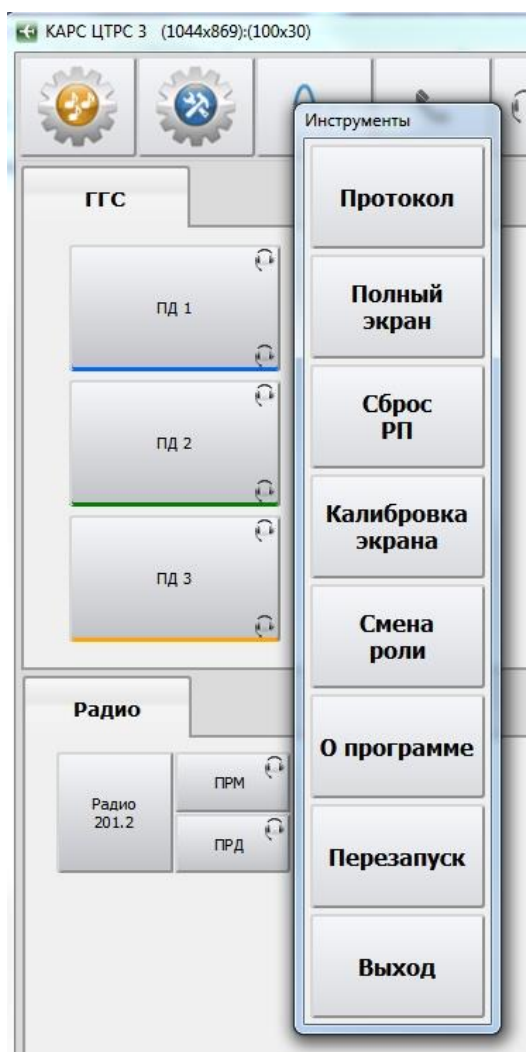 КАРС ЦТРС 3 (1044x869):(100x30)
Инструменты
ГГС
ПД 1
ПД 2
ПД 3
Радио
Радио
201.2
ПРМ
ПРД
Протокол
Полный
экран
Сброс
РП
Калибровка
экрана
Смена
роли
О программе
Перезапуск
Выход